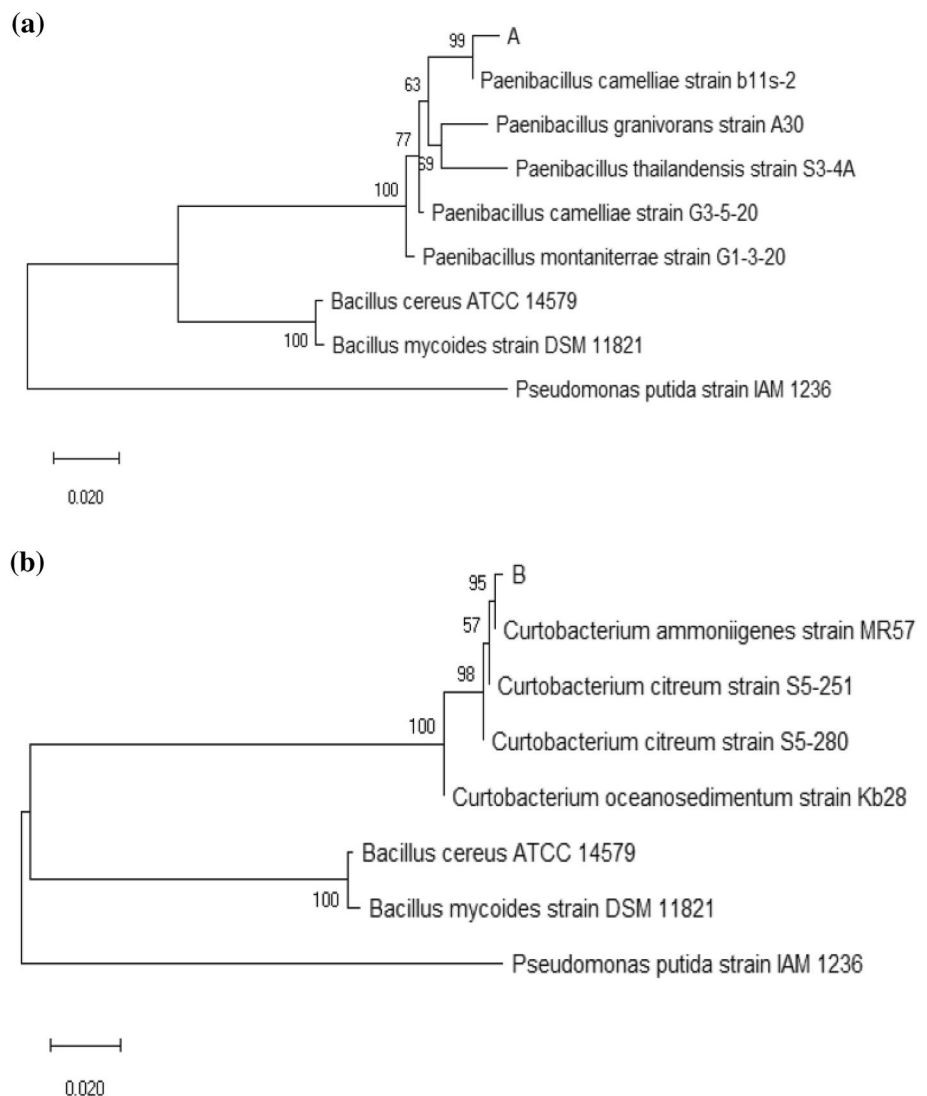 (a)
99
A
Paenibacillus camelliae strain b11s-2
63
Paenibacillus granivorans strain A30
77
69
Paenibacillus thailandensis strain S3-4A
100
Paenibacillus camelliae strain G3-5-20
Paenibacillus montaniterrae strain G1-3-20
Bacillus cereus ATCC 14579
100
Bacillus mycoides strain DSM 11821
Pseudomonas putida strain IAM 1236
0.020
(b)
95
B
57
Curtobacterium ammoniigenes strain MR57
98
Curtobacterium citreum strain S5-251
100
Curtobacterium citreum strain S5-280
Curtobacterium oceanosedimentum strain Kb28
Bacillus cereus ATCC 14579
100
Bacillus mycoides strain DSM 11821
Pseudomonas putida strain IAM 1236
0.020